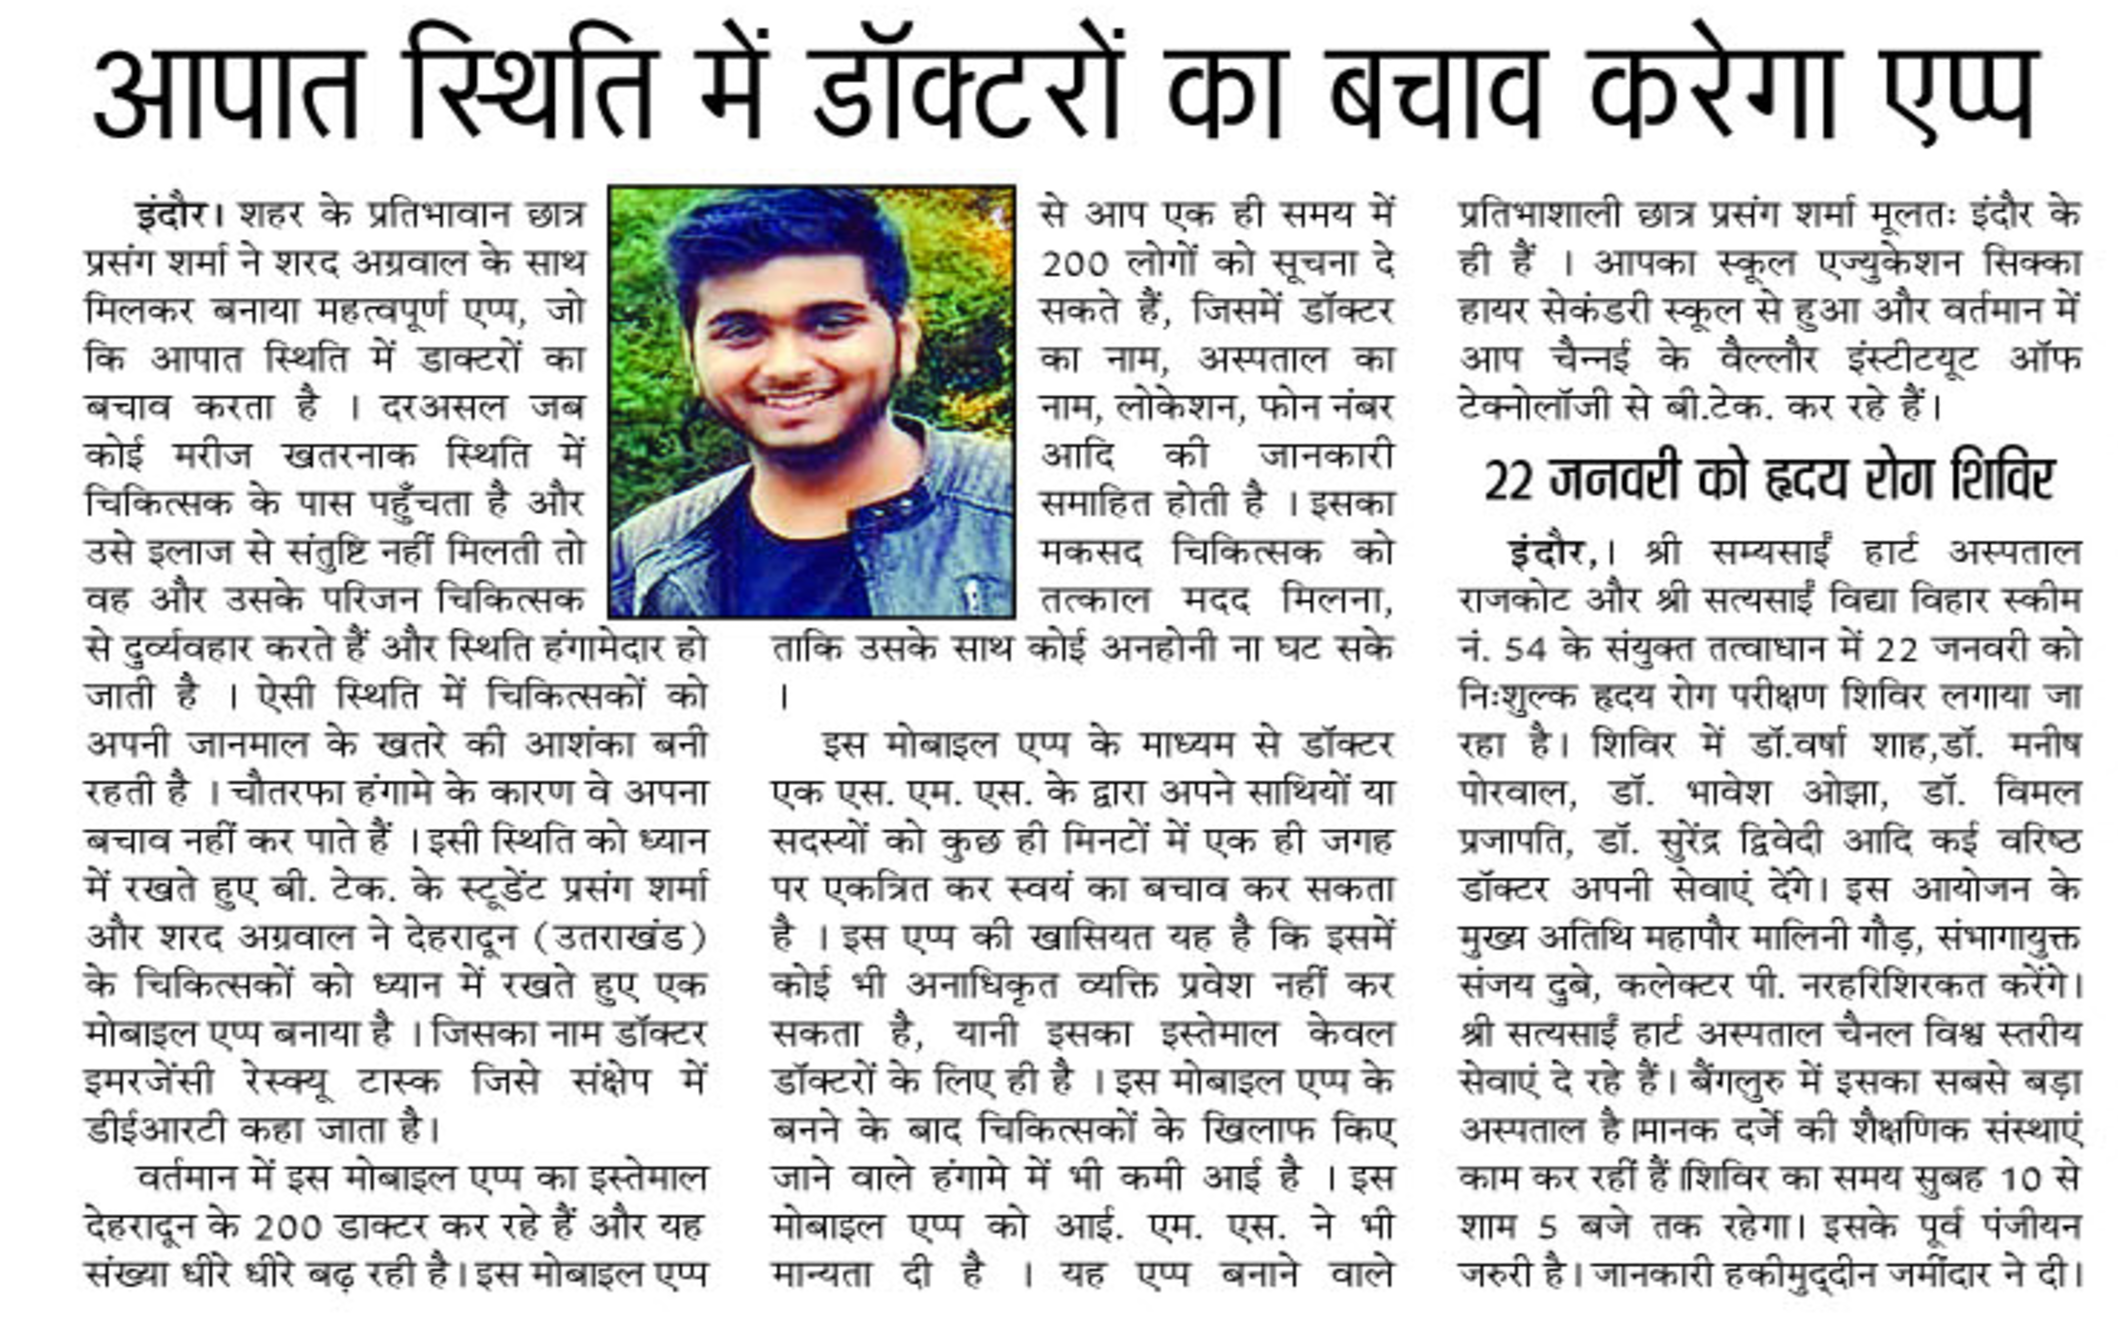 आपात स्थिति में डॉक्टरों का बचाव करेगा एप्प
इंदौर। शहर के प्रतिभावान छात्र
प्रसंग शर्मा ने शरद अग्रवाल के साथ
मिलकर बनाया महत्वपूर्ण एप्प, जो
कि आपात स्थिति में डाक्टरों का
बचाव करता है । दरअसल जब
कोई मरीज खतरनाक स्थिति में
चिकित्सक के पास पहुँचता है और
उसे इलाज से संतुष्टि नहीं मिलती तो
वह और उसके परिजन चिकित्सक
से दुर्व्यवहार करते हैं और स्थिति हंगामेदार हो
जाती है । ऐसी स्थिति में चिकित्सकों को
अपनी जानमाल के खतरे की आशंका बनी
रहती है । चौतरफा हंगामे के कारण वे अपना
बचाव नहीं कर पाते हैं । इसी स्थिति को ध्यान
में रखते हुए बी. टेक. के स्टूडेंट प्रसंग शर्मा
और शरद अग्रवाल ने देहरादून (उतराखंड)
के चिकित्सकों को ध्यान में रखते हुए एक
मोबाइल एप्प बनाया है । जिसका नाम डॉक्टर
इमरजेंसी रेस्क्यू टास्क जिसे संक्षेप में
डीईआरटी कहा जाता है।
वर्तमान में इस मोबाइल एप्प का इस्तेमाल
देहरादून के 200 डाक्टर कर रहे हैं और यह
संख्या धीरे धीरे बढ़ रही है। इस मोबाइल एप्प
से आप एक ही समय में
200 लोगों को सूचना दे
सकते हैं, जिसमें डॉक्टर
का नाम, अस्पताल का
नाम, लोकेशन, फोन नंबर
आदि की जानकारी
समाहित होती है । इसका
मकसद चिकित्सक को
तत्काल मदद मिलना,
ताकि उसके साथ कोई अनहोनी ना घट सके
।
इस मोबाइल एप्प के माध्यम से डॉक्टर
एक एस. एम. एस. के द्वारा अपने साथियों या
सदस्यों को कुछ ही मिनटों में एक ही जगह
पर एकत्रित कर स्वयं का बचाव कर सकता
है । इस एप्प की खासियत यह है कि इसमें
कोई भी अनाधिकृत व्यक्ति प्रवेश नहीं कर
सकता है, यानी इसका इस्तेमाल केवल
डॉक्टरों के लिए ही है । इस मोबाइल एप्प के
बनने के बाद चिकित्सकों के खिलाफ किए
जाने वाले हंगामे में भी कमी आई है । इस
मोबाइल एप्प को आई. एम. एस. ने भी
मान्यता दी है । यह एप्प बनाने वाले
प्रतिभाशाली छात्र प्रसंग शर्मा मूलतः इंदौर के
ही हैं । आपका स्कूल एज्युकेशन सिक्का
हायर सेकंडरी स्कूल से हुआ और वर्तमान में
आप चैन्नई के वैल्लौर इंस्टीटयूट ऑफ
टेक्नोलॉजी से बी.टेक. कर रहे हैं।
22 जनवरी को हृदय रोग शिविर
इंदौर,। श्री सम्यसाईं हार्ट अस्पताल
राजकोट और श्री सत्यसाईं विद्या विहार स्कीम
नं. 54 के संयुक्त तत्वाधान में 22 जनवरी को
निःशुल्क हृदय रोग परीक्षण शिविर लगाया जा
रहा है। शिविर में डॉ.वर्षा शाह,डॉ. मनीष
पोरवाल, डॉ. भावेश ओझा, डॉ. विमल
प्रजापति, डॉ. सुरेंद्र द्विवेदी आदि कई वरिष्ठ
डॉक्टर अपनी सेवाएं देंगे। इस आयोजन के
मुख्य अतिथि महापौर मालिनी गौड़, संभागायुक्त
संजय दुबे, कलेक्टर पी. नरहरिशिरकत करेंगे।
श्री सत्यसाईं हार्ट अस्पताल चैनल विश्व स्तरीय
सेवाएं दे रहे हैं। बैंगलुरु में इसका सबसे बड़ा
अस्पताल है।मानक दर्जे की शैक्षणिक संस्थाएं
काम कर रहीं हैं।शिविर का समय सुबह 10 से
शाम 5 बजे तक रहेगा। इसके पूर्व पंजीयन
जरुरी है। जानकारी हकीमुद्दीन जमींदार ने दी।